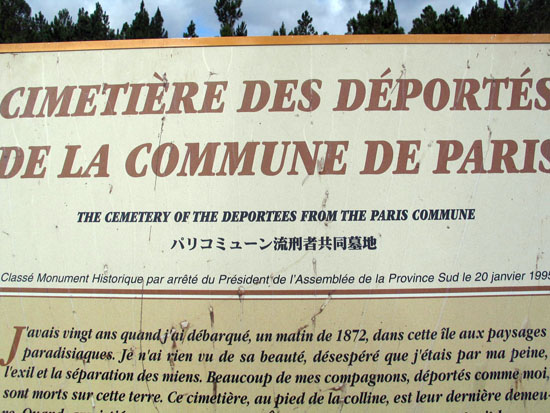 CIMETIÈRE DES DÉPORTÉS
DE LA COMMUNE DE PARIS
THE CEMETERY OF THE DEPORTEES FROM THE PARIS COMMUNE
パリコミューン流刑者共同墓地
Classé Monument Historique par arrêté du Président de l'Assemblée de la Province Sud le 20 janvier 1995
J'avais vingt ans quand j'ai débarqué, un matin de 1872, dans cette île aux paysages
paradisiaques. Je n'ai rien vu de sa beauté, désespéré que j'étais par ma peine,
l'exil et la séparation des miens. Beaucoup de mes compagnons, déportés comme moi,
sont morts sur cette terre. Ce cimetière, au pied de la colline, est leur dernière demeu